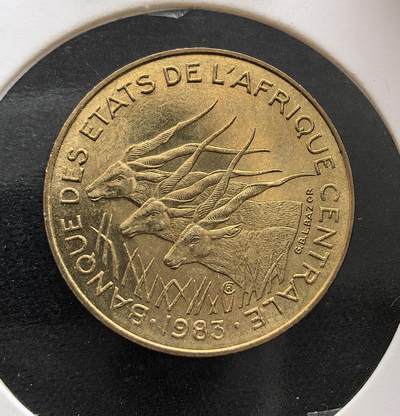 BANQUE DES ETATS DE L'AFRIQUE CENTRALE
G.B.L.BAZOR
· 1983 ·